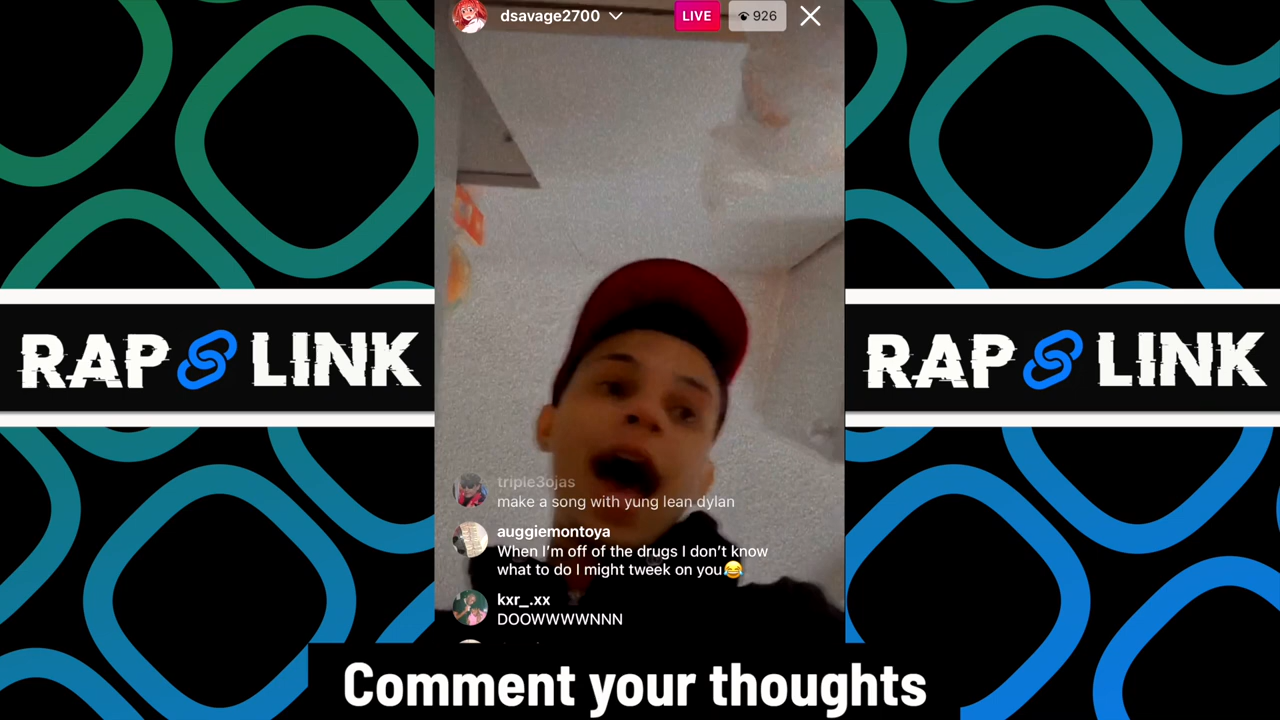 dsavage2700
LIVE
926
RAP LINK
RAP LINK
triple3ojas
make a song with yung lean dylan
auggiemontoya
When I'm off of the drugs I don't know
what to do I might tweek on you😂
kxr_.xx
DOOWWWWNNN
Comment your thoughts